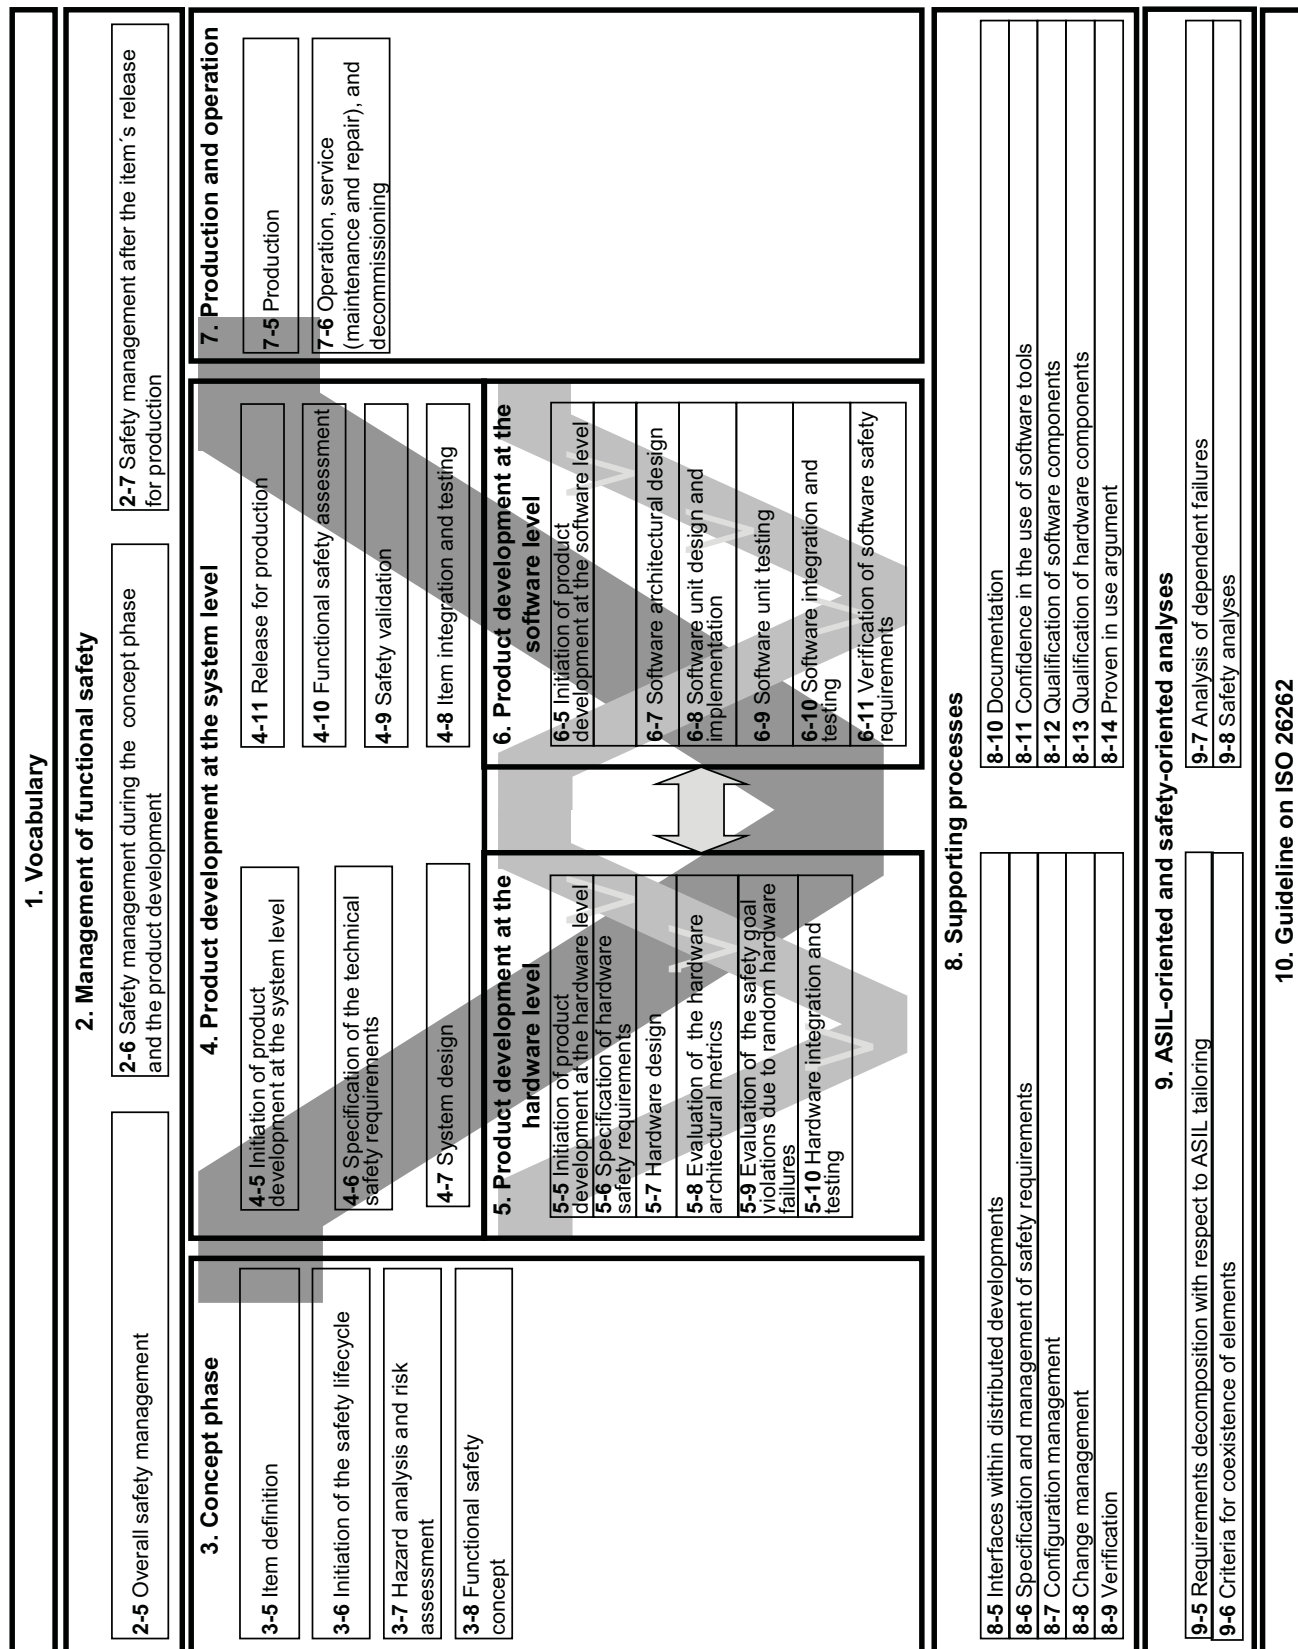 1. Vocabulary
2. Management of functional safety
2-5 Overall safety management
2-6 Safety management during the concept phase
and the product development
2-7 Safety management after the item´s release
for production
3. Concept phase
3-5 Item definition
3-6 Initiation of the safety lifecycle
3-7 Hazard analysis and risk
assessment
3-8 Functional safety
concept
4. Product development at the system level
4-5 Initiation of product
development at the system level
4-6 Specification of the technical
safety requirements
4-7 System design
4-11 Release for production
4-10 Functional safety assessment
4-9 Safety validation
4-8 Item integration and testing
5. Product development at the
hardware level
5-5 Initiation of product
development at the hardware level
5-6 Specification of hardware
safety requirements
5-7 Hardware design
5-8 Evaluation of the hardware
architectural metrics
5-9 Evaluation of the safety goal
violations due to random hardware
failures
5-10 Hardware integration and
testing
6. Product development at the
software level
6-5 Initiation of product
development at the software level
6-7 Software architectural design
6-8 Software unit design and
implementation
6-9 Software unit testing
6-10 Software integration and
testing
6-11 Verification of software safety
requirements
7. Production and operation
7-5 Production
7-6 Operation, service
(maintenance and repair), and
decommissioning
8. Supporting processes
8-5 Interfaces within distributed developments
8-6 Specification and management of safety requirements
8-7 Configuration management
8-8 Change management
8-9 Verification
8-10 Documentation
8-11 Confidence in the use of software tools
8-12 Qualification of software components
8-13 Qualification of hardware components
8-14 Proven in use argument
9. ASIL-oriented and safety-oriented analyses
9-5 Requirements decomposition with respect to ASIL tailoring
9-6 Criteria for coexistence of elements
9-7 Analysis of dependent failures
9-8 Safety analyses
10. Guideline on ISO 26262